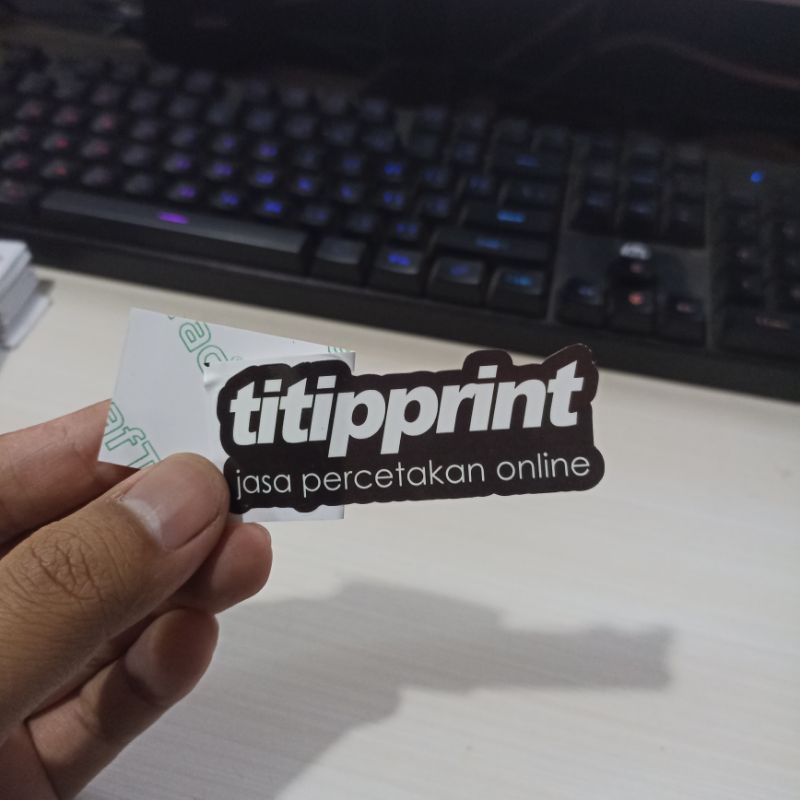 titipprint
jasa percetakan online